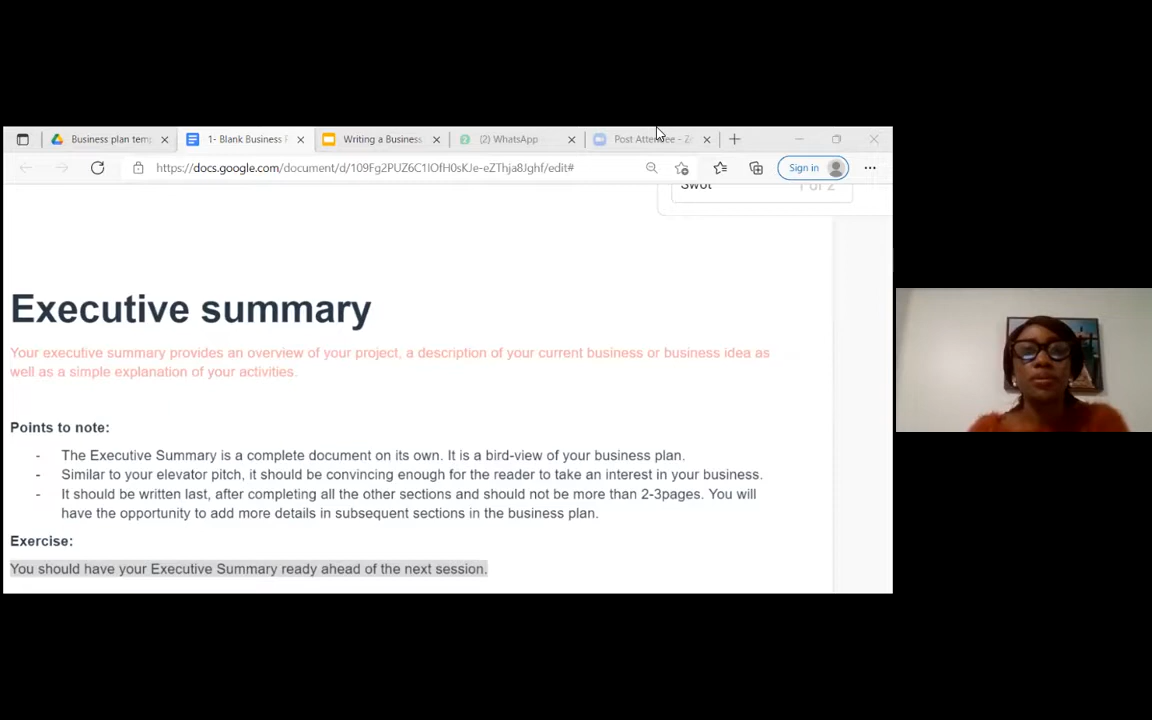 Business plan tem
1- Blank Business P
Writing a Business
(2) WhatsApp
Post Attendee - Zo
https://docs.google.com/document/d/109Fg2PUZ6C1IOfH0sKJe-eZThja8Jghf/edit#
Sign in
Swot
1 of 2
Executive summary
Your executive summary provides an overview of your project, a description of your current business or business idea as
well as a simple explanation of your activities.
Points to note:
- The Executive Summary is a complete document on its own. It is a bird-view of your business plan.
- Similar to your elevator pitch, it should be convincing enough for the reader to take an interest in your business.
- It should be written last, after completing all the other sections and should not be more than 2-3pages. You will
have the opportunity to add more details in subsequent sections in the business plan.
Exercise:
You should have your Executive Summary ready ahead of the next session.